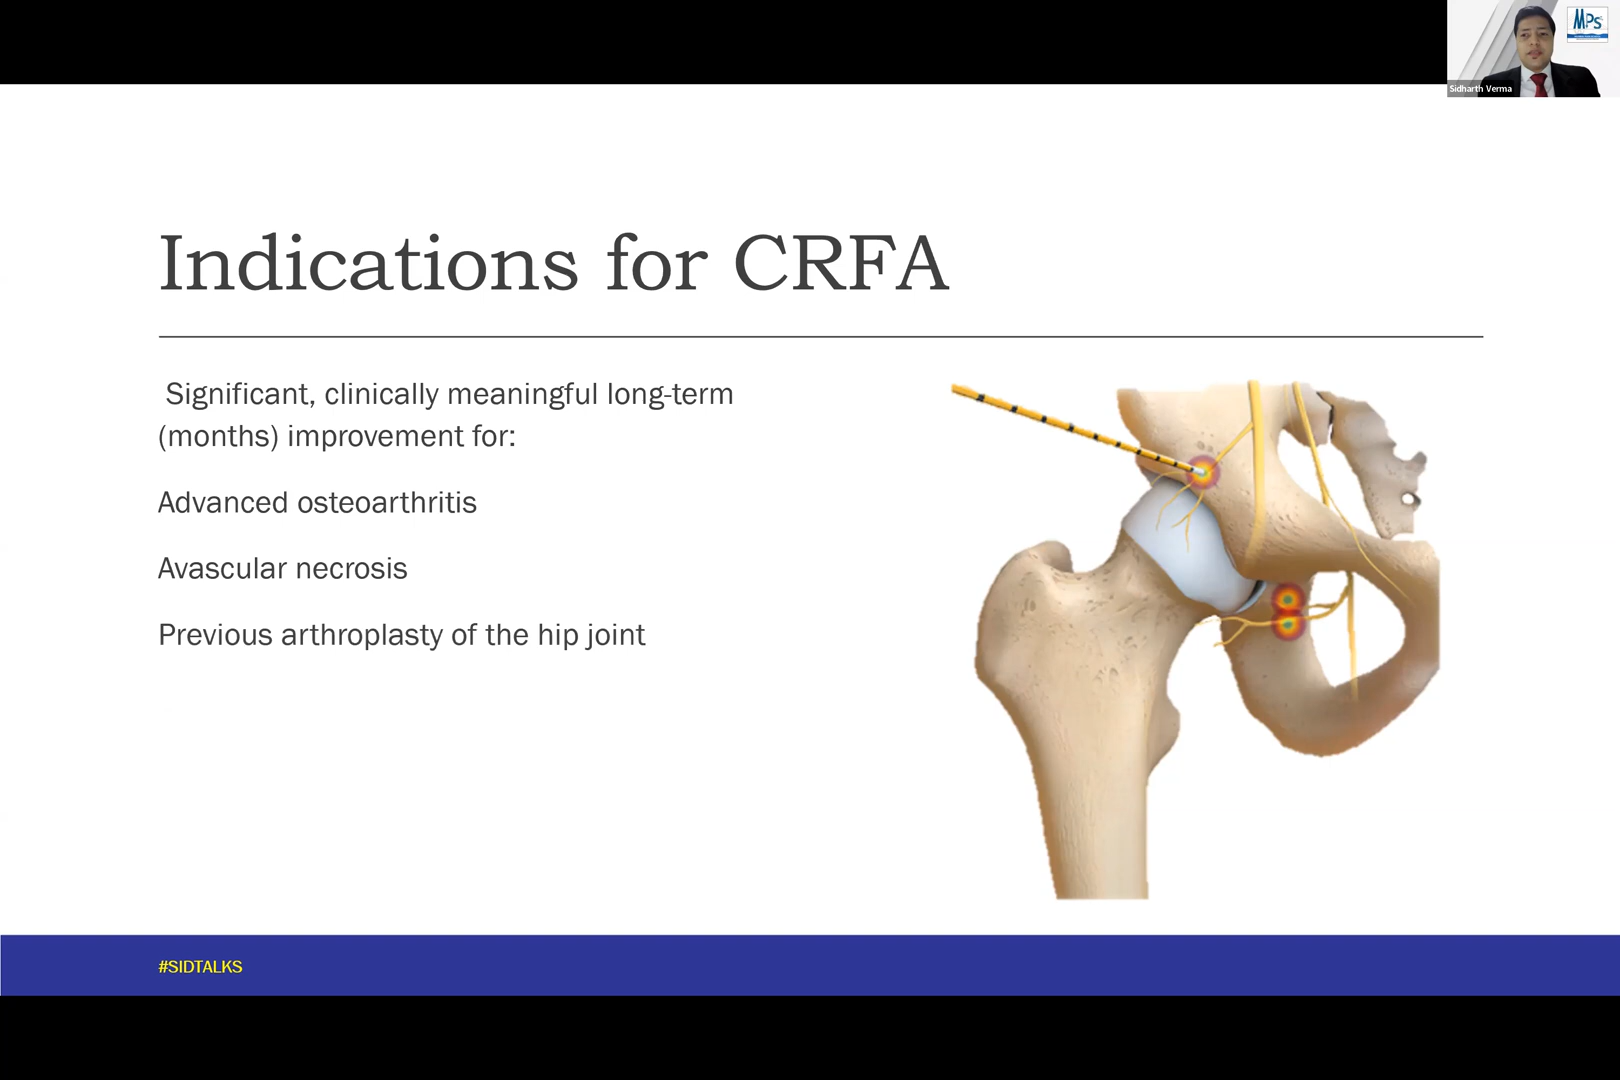 MPS
Sidharth Verma
Indications for CRFA
Significant, clinically meaningful long-term
(months) improvement for:
Advanced osteoarthritis
Avascular necrosis
Previous arthroplasty of the hip joint
#SIDTALKS